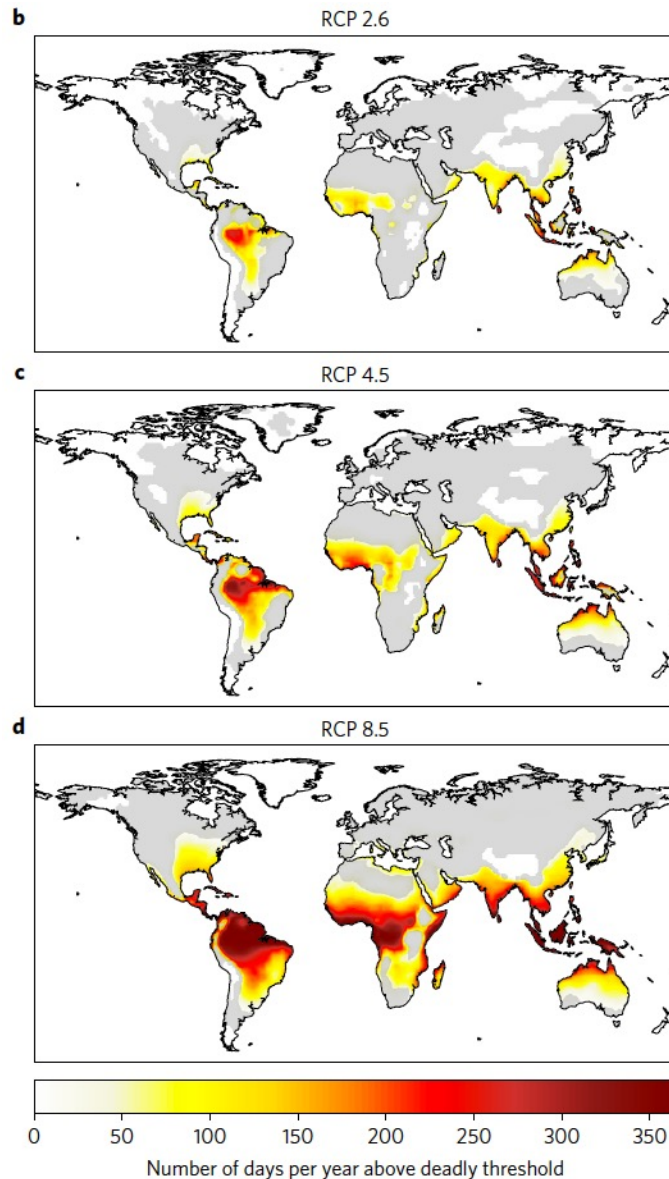 b
RCP 2.6
c
RCP 4.5
d
RCP 8.5
0 50 100 150 200 250 300 350
Number of days per year above deadly threshold